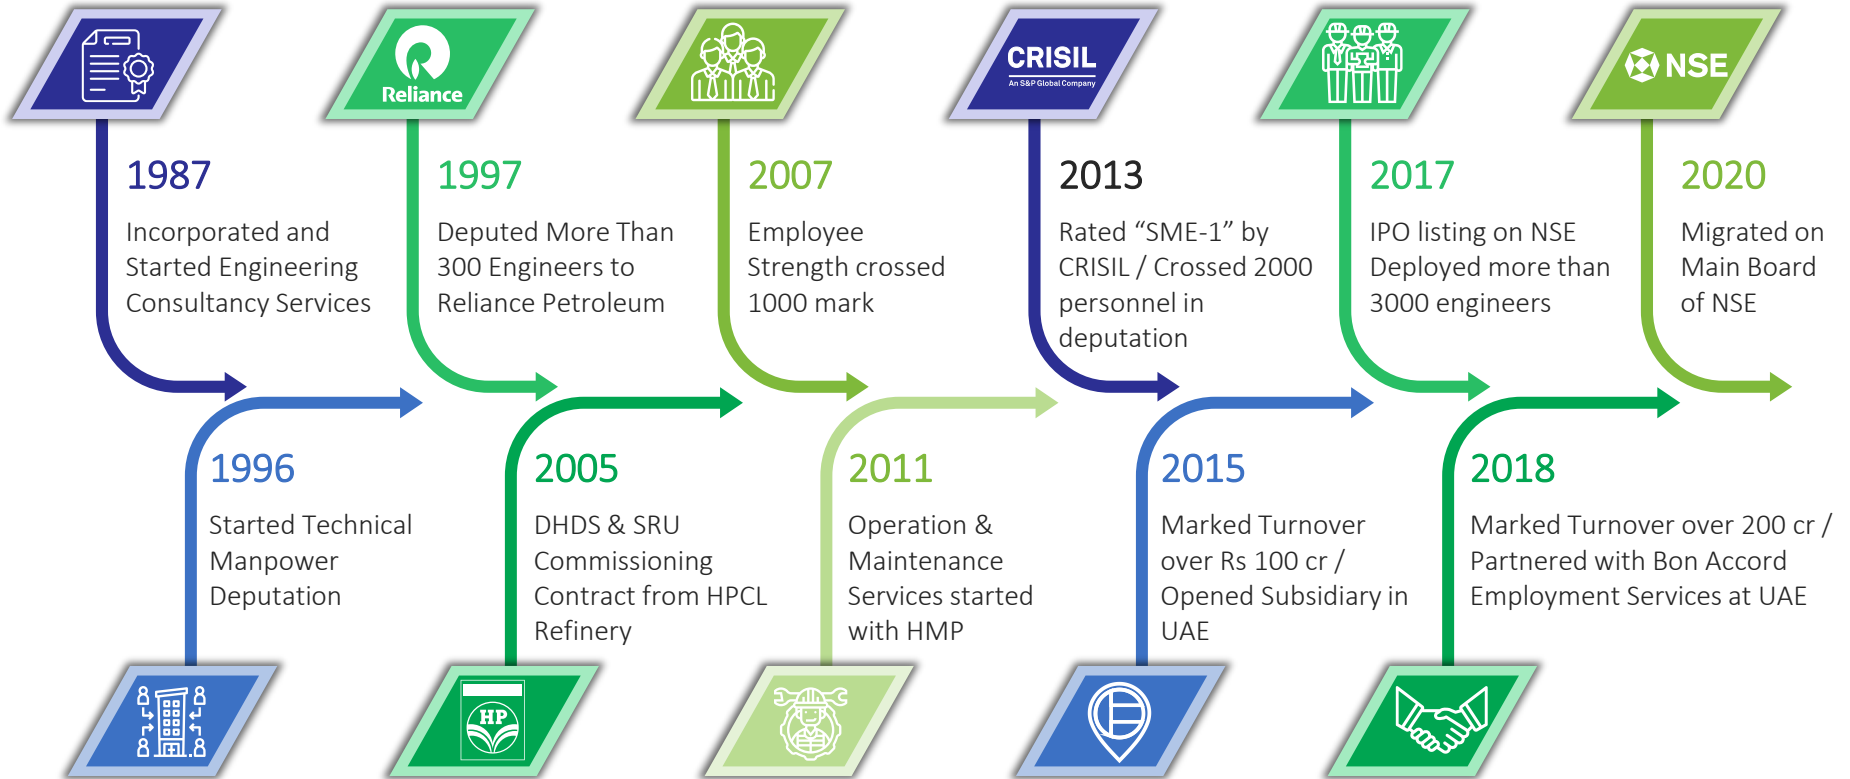 Reliance
CRISIL
An S&P Global Company
NSE
1987
Incorporated and
Started Engineering
Consultancy Services
1997
Deputed More Than
300 Engineers to
Reliance Petroleum
2007
Employee
Strength crossed
1000 mark
2013
Rated “SME-1” by
CRISIL / Crossed 2000
personnel in
deputation
2017
IPO listing on NSE
Deployed more than
3000 engineers
2020
Migrated on
Main Board
of NSE
1996
Started Technical
Manpower
Deputation
2005
DHDS & SRU
Commissioning
Contract from HPCL
Refinery
2011
Operation &
Maintenance
Services started
with HMP
2015
Marked Turnover
over Rs 100 cr /
Opened Subsidiary in
UAE
2018
Marked Turnover over 200 cr /
Partnered with Bon Accord
Employment Services at UAE
HP